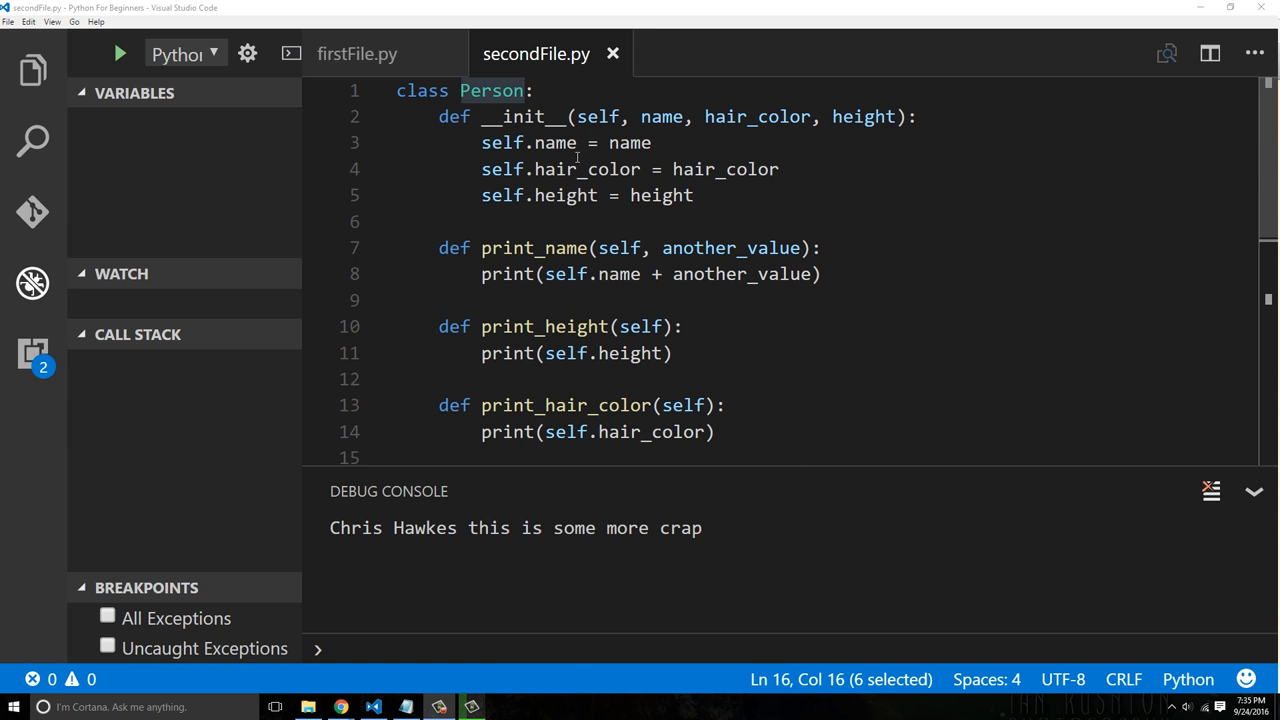 secondFile.py - Python For Beginners - Visual Studio Code
File Edit View Go Help
Python
firstFile.py
secondFile.py
VARIABLES
WATCH
CALL STACK
2
BREAKPOINTS
All Exceptions
Uncaught Exceptions
1 class Person:
2 def __init__(self, name, hair_color, height):
3 self.name = name
4 self.hair_color = hair_color
5 self.height = height
6
7 def print_name(self, another_value):
8 print(self.name + another_value)
9
10 def print_height(self):
11 print(self.height)
12
13 def print_hair_color(self):
14 print(self.hair_color)
15
DEBUG CONSOLE
Chris Hawkes this is some more crap
0 0
Ln 16, Col 16 (6 selected) Spaces: 4 UTF-8 CRLF Python
I'm Cortana. Ask me anything.
7:35 PM
9/24/2016